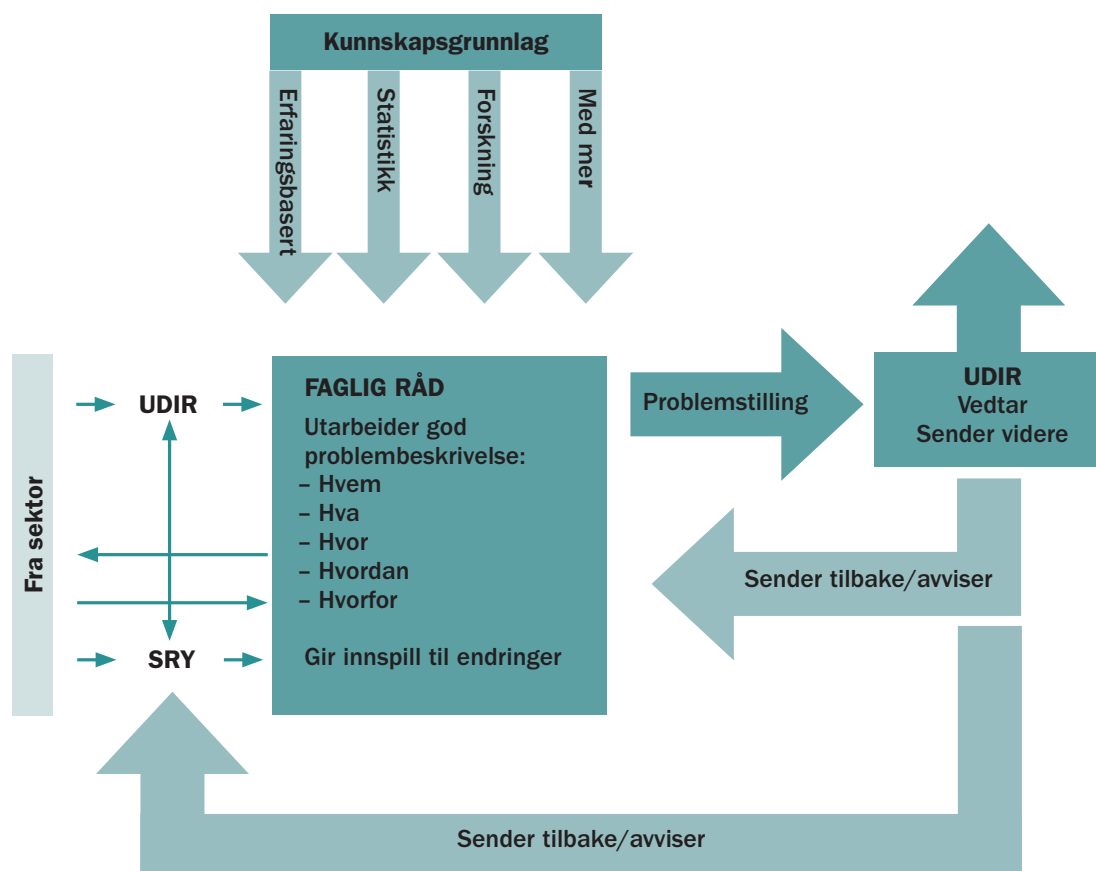 Kunnskapsgrunnlag
Erfaringsbasert
Statistikk
Forskning
Med mer
Fra sektor
UDIR
SRY
FAGLIG RÅD
Utarbeider god
problembeskrivelse:
– Hvem
– Hva
– Hvor
– Hvordan
– Hvorfor
Gir innspill til endringer
Problemstilling
UDIR
Vedtar
Sender videre
Sender tilbake/avviser
Sender tilbake/avviser